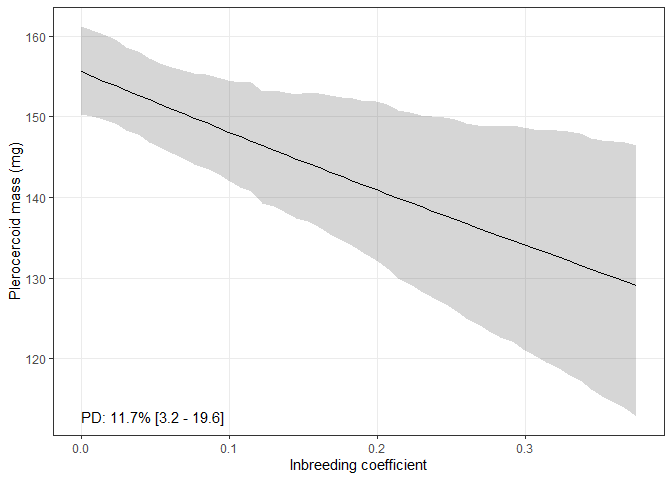 160
150
140
130
120
Plerocercoid mass (mg)
PD: 11.7% [3.2 - 19.6]
0.0 0.1 0.2 0.3
Inbreeding coefficient